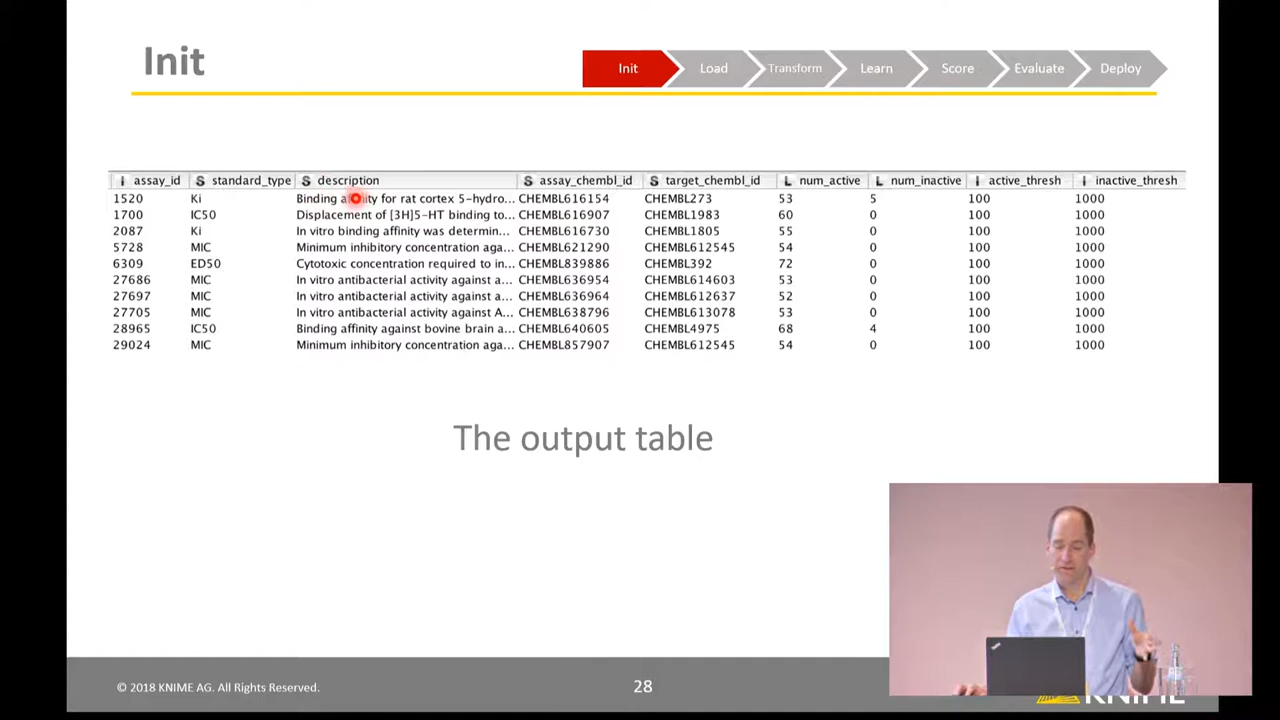 Init
Init Load Transform Learn Score Evaluate Deploy
I assay_id S standard_type S description S assay_chembl_id S target_chembl_id L num_active L num_inactive I active_thresh I inactive_thresh
1520 Ki Binding affinity for rat cortex 5-hydro... CHEMBL616154 CHEMBL273 53 5 100 1000
1700 IC50 Displacement of [3H]5-HT binding to... CHEMBL616907 CHEMBL1983 60 0 100 1000
2087 Ki In vitro binding affinity was determin... CHEMBL616730 CHEMBL1805 55 0 100 1000
5728 MIC Minimum inhibitory concentration aga... CHEMBL621290 CHEMBL612545 54 0 100 1000
6309 ED50 Cytotoxic concentration required to in... CHEMBL839886 CHEMBL392 72 0 100 1000
27686 MIC In vitro antibacterial activity against a... CHEMBL636954 CHEMBL614603 53 0 100 1000
27697 MIC In vitro antibacterial activity against a... CHEMBL636964 CHEMBL612637 52 0 100 1000
27705 MIC In vitro antibacterial activity against A... CHEMBL638796 CHEMBL613078 53 0 100 1000
28965 IC50 Binding affinity against bovine brain a... CHEMBL640605 CHEMBL4975 68 4 100 1000
29024 MIC Minimum inhibitory concentration aga... CHEMBL857907 CHEMBL612545 54 0 100 1000
The output table
© 2018 KNIME AG. All Rights Reserved.
28
KNIME